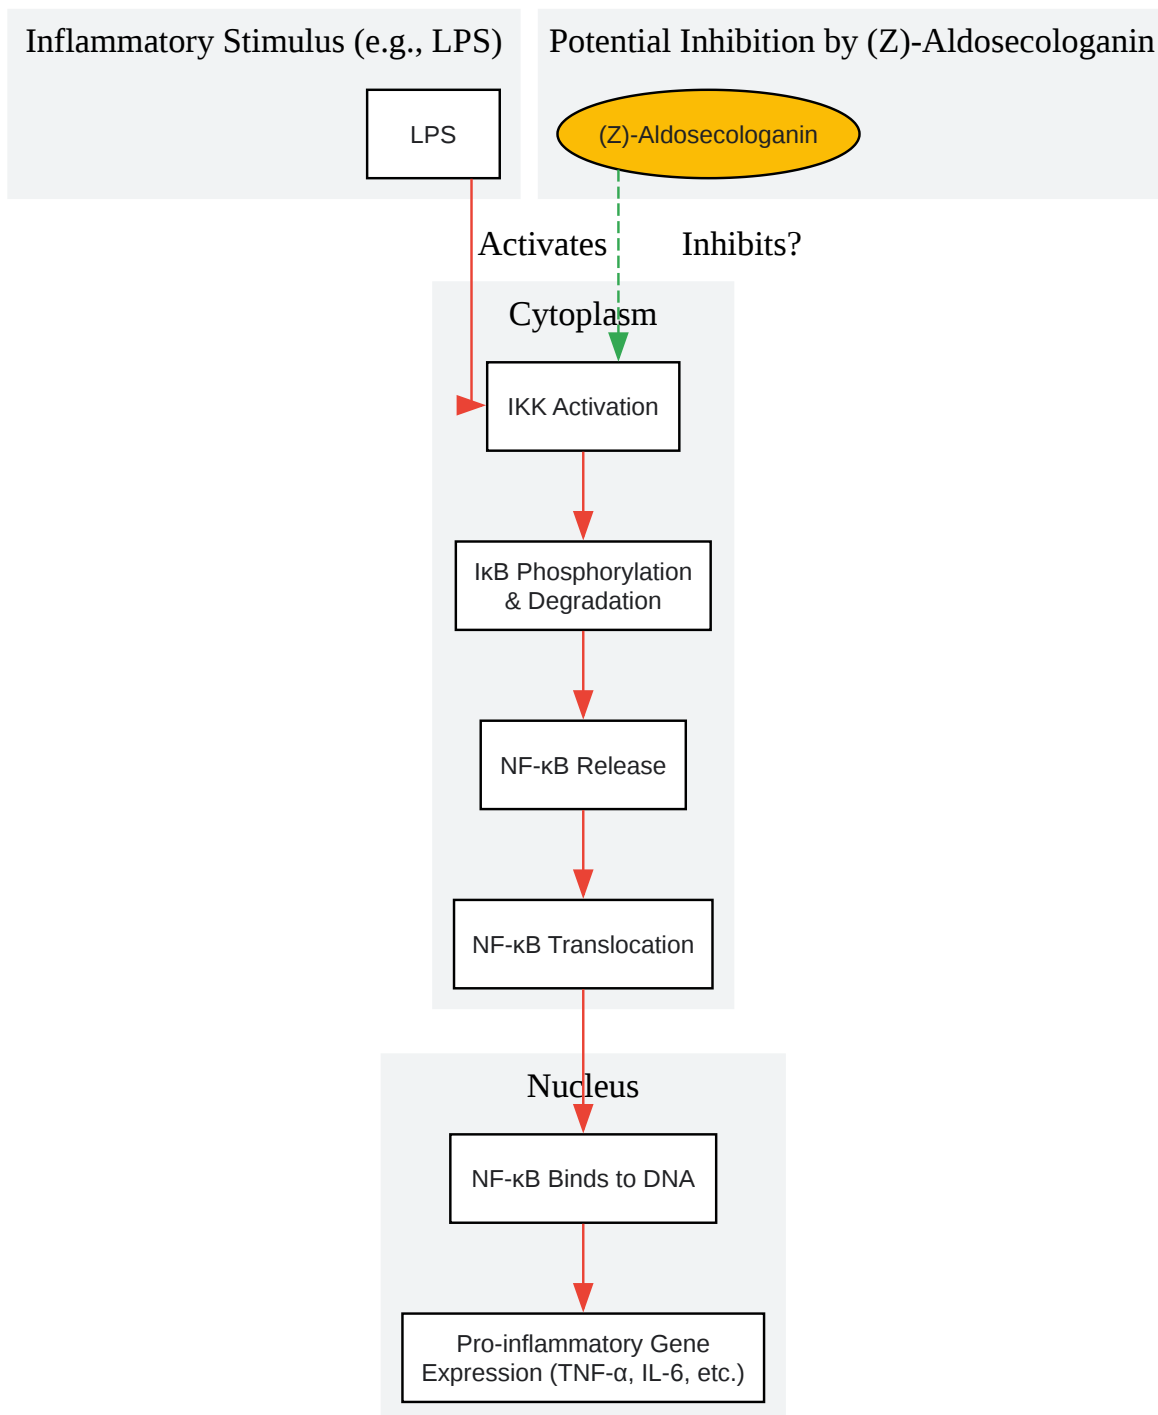 Inflammatory Stimulus (e.g., LPS)
Potential Inhibition by (Z)-Aldosecologanin
LPS
(Z)-Aldosecologanin
Activates
Inhibits?
Cytoplasm
IKK Activation
IκB Phosphorylation
& Degradation
NF-κB Release
NF-κB Translocation
Nucleus
NF-κB Binds to DNA
Pro-inflammatory Gene
Expression (TNF-α, IL-6, etc.)